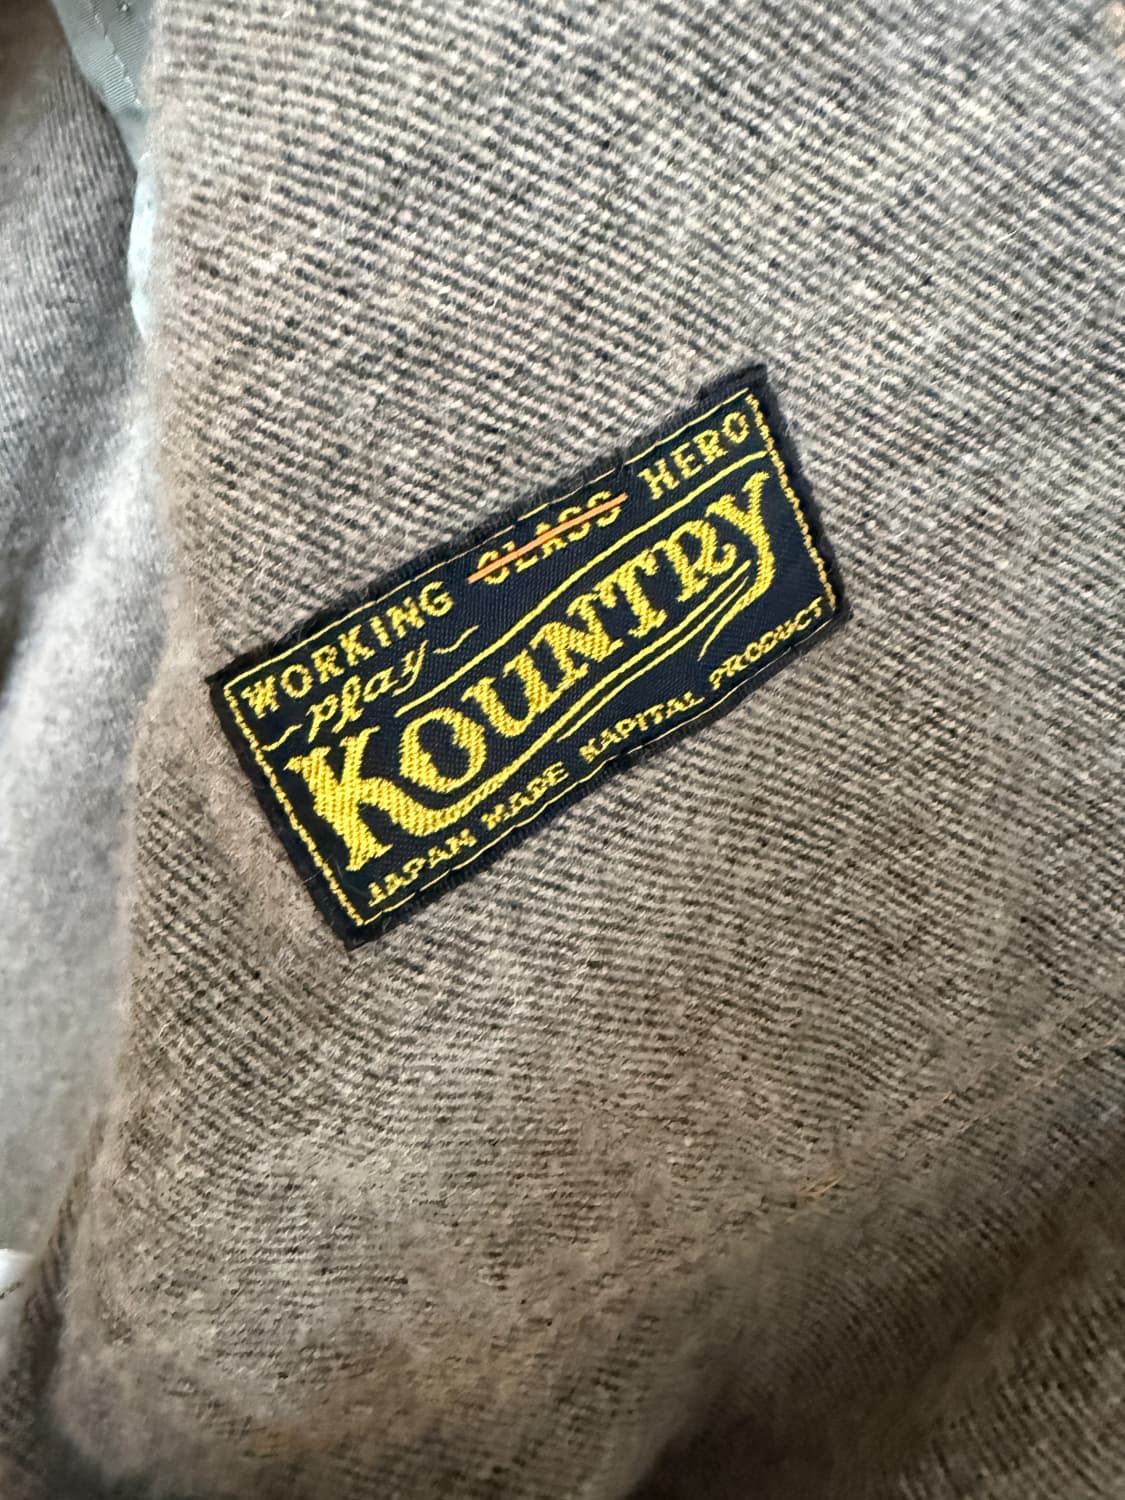 WORKING CLASS HERO
play
KOUNTRY
JAPAN MADE KAPITAL PRODUCT